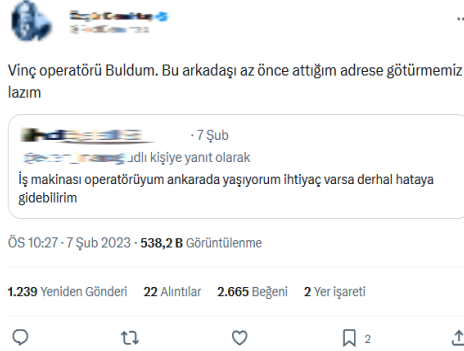 Vinç operatörü Buldum. Bu arkadaşı az önce attığım adrese götürmemiz
lazım
· 7 Şub
adlı kişiye yanıt olarak
İş makinası operatörüyum ankarada yaşıyorum ihtiyaç varsa derhal hataya
gidebilirim
ÖS 10:27 · 7 Şub 2023 · 538,2 B Görüntülenme
1.239 Yeniden Gönderi 22 Alıntılar 2.665 Beğeni 2 Yer işareti
2